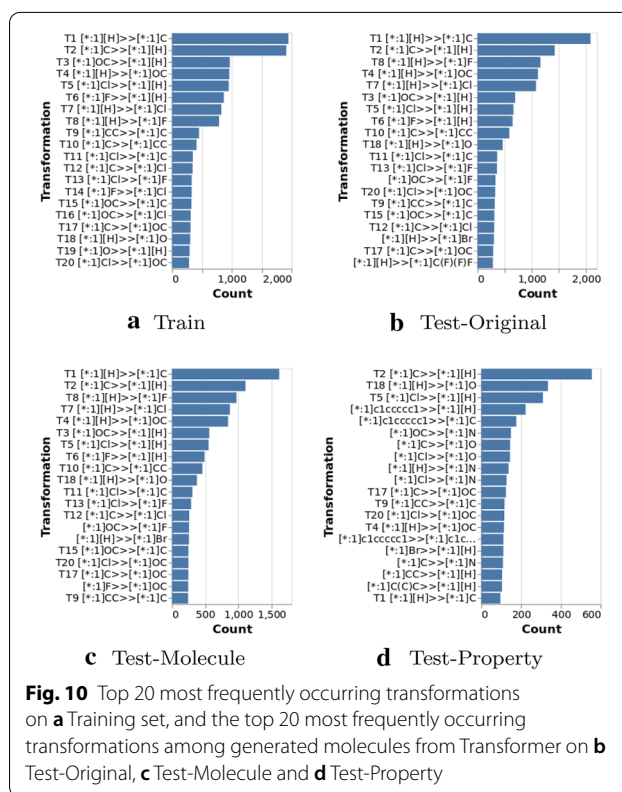 Transformation
T1 [*:1][H]>>[*:1]C
T2 [*:1]C>>[*:1][H]
T3 [*:1]OC>>[*:1][H]
T4 [*:1][H]>>[*:1]OC
T5 [*:1]Cl>>[*:1][H]
T6 [*:1]F>>[*:1][H]
T7 [*:1][H]>>[*:1]Cl
T8 [*:1][H]>>[*:1]F
T9 [*:1]CC>>[*:1]C
T10 [*:1]C>>[*:1]CC
T11 [*:1]Cl>>[*:1]C
T12 [*:1]C>>[*:1]Cl
T13 [*:1]Cl>>[*:1]F
T14 [*:1]F>>[*:1]Cl
T15 [*:1]OC>>[*:1]C
T16 [*:1]OC>>[*:1]Cl
T17 [*:1]C>>[*:1]OC
T18 [*:1][H]>>[*:1]O
T19 [*:1]O>>[*:1][H]
T20 [*:1]Cl>>[*:1]OC
0 1,000 2,000
Count
a Train
Transformation
T1 [*:1][H]>>[*:1]C
T2 [*:1]C>>[*:1][H]
T8 [*:1][H]>>[*:1]F
T4 [*:1][H]>>[*:1]OC
T7 [*:1][H]>>[*:1]Cl
T3 [*:1]OC>>[*:1][H]
T5 [*:1]Cl>>[*:1][H]
T6 [*:1]F>>[*:1][H]
T10 [*:1]C>>[*:1]CC
T18 [*:1][H]>>[*:1]O
T11 [*:1]Cl>>[*:1]C
T13 [*:1]Cl>>[*:1]F
[*:1]OC>>[*:1]F
T20 [*:1]Cl>>[*:1]OC
T9 [*:1]CC>>[*:1]C
T15 [*:1]OC>>[*:1]C
T12 [*:1]C>>[*:1]Cl
[*:1][H]>>[*:1]Br
T17 [*:1]C>>[*:1]OC
[*:1][H]>>[*:1]C(F)(F)F
0 1,000 2,000
Count
b Test-Original
Transformation
T1 [*:1][H]>>[*:1]C
T2 [*:1]C>>[*:1][H]
T8 [*:1][H]>>[*:1]F
T7 [*:1][H]>>[*:1]Cl
T4 [*:1][H]>>[*:1]OC
T3 [*:1]OC>>[*:1][H]
T5 [*:1]Cl>>[*:1][H]
T6 [*:1]F>>[*:1][H]
T10 [*:1]C>>[*:1]CC
T18 [*:1][H]>>[*:1]O
T11 [*:1]Cl>>[*:1]C
T13 [*:1]Cl>>[*:1]F
T12 [*:1]C>>[*:1]Cl
[*:1]OC>>[*:1]F
[*:1][H]>>[*:1]Br
T15 [*:1]OC>>[*:1]C
T20 [*:1]Cl>>[*:1]OC
T17 [*:1]C>>[*:1]OC
[*:1]F>>[*:1]OC
T9 [*:1]CC>>[*:1]C
0 500 1,000 1,500
Count
c Test-Molecule
Transformation
T2 [*:1]C>>[*:1][H]
T18 [*:1][H]>>[*:1]O
T5 [*:1]Cl>>[*:1][H]
[*:1]c1ccccc1>>[*:1][H]
[*:1]c1ccccc1>>[*:1]C
[*:1]OC>>[*:1]N
[*:1]C>>[*:1]O
[*:1]Cl>>[*:1]O
[*:1][H]>>[*:1]N
[*:1]Cl>>[*:1]N
T17 [*:1]C>>[*:1]OC
T9 [*:1]CC>>[*:1]C
T20 [*:1]Cl>>[*:1]OC
T4 [*:1][H]>>[*:1]OC
[*:1]c1ccccc1>>[*:1]c1c...
[*:1]Br>>[*:1][H]
[*:1]C>>[*:1]N
[*:1]CC>>[*:1][H]
[*:1]C(C)C>>[*:1][H]
T1 [*:1][H]>>[*:1]C
0 200 400 600
Count
d Test-Property
Fig. 10 Top 20 most frequently occurring transformations
on a Training set, and the top 20 most frequently occurring
transformations among generated molecules from Transformer on b
Test-Original, c Test-Molecule and d Test-Property